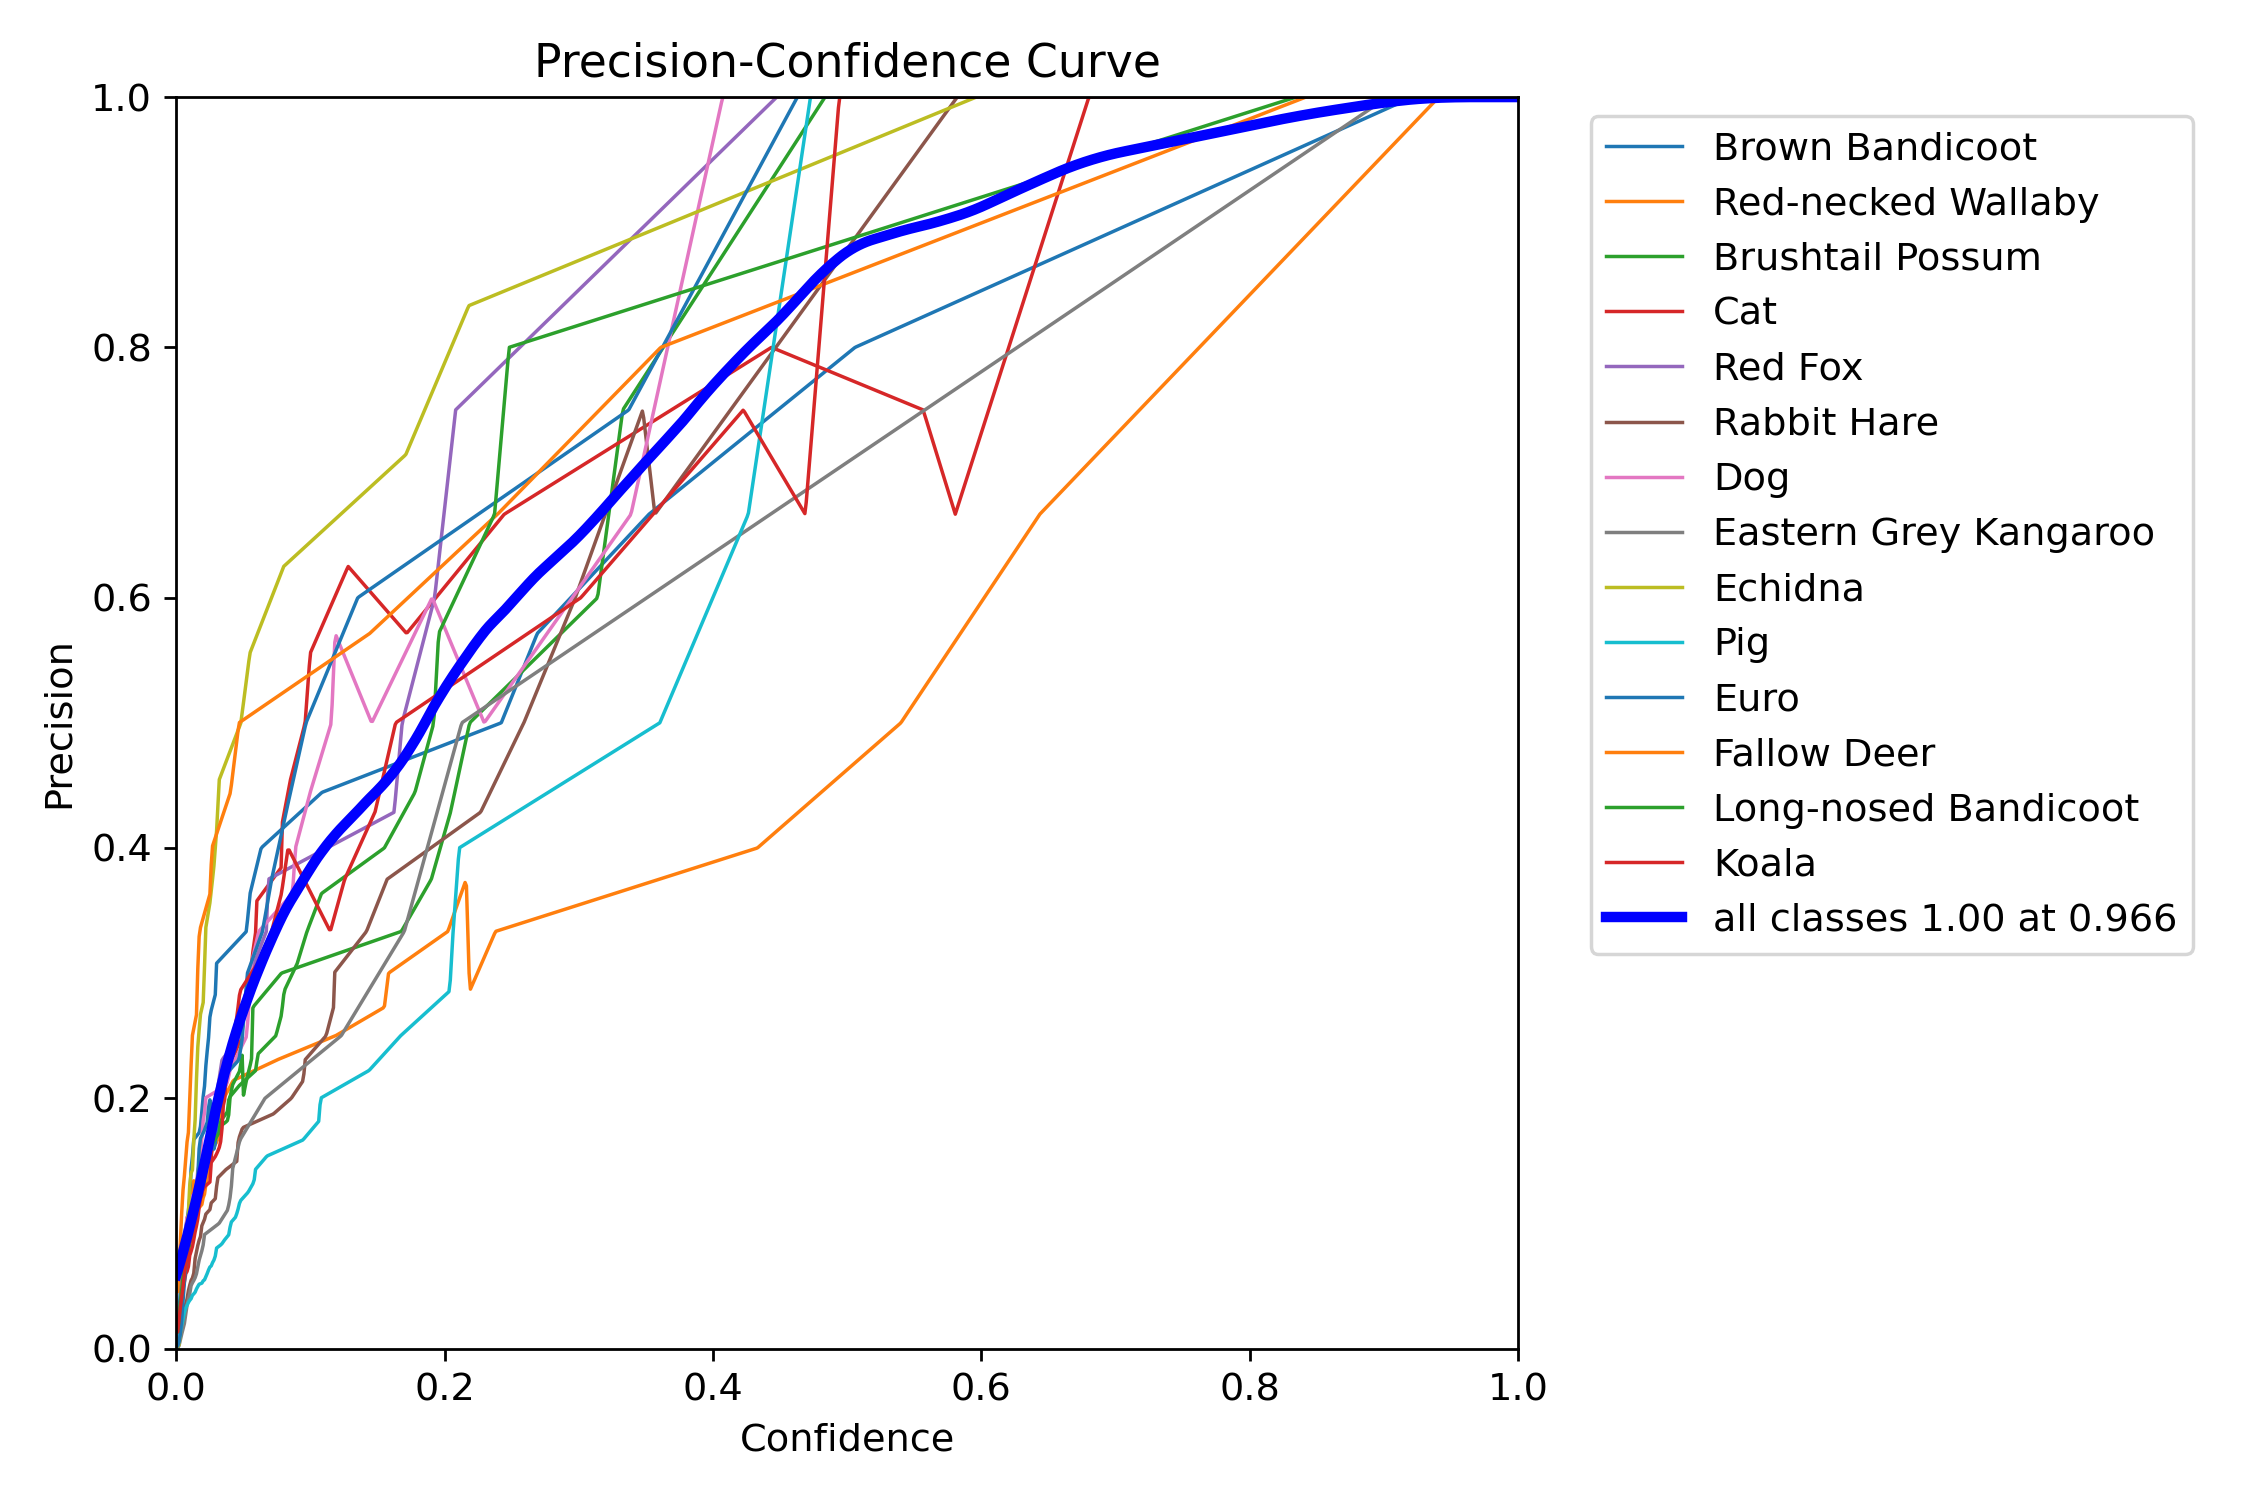 Precision-Confidence Curve
1.0
0.8
0.6
0.4
0.2
0.0
Precision
0.0 0.2 0.4 0.6 0.8 1.0
Confidence
Brown Bandicoot
Red-necked Wallaby
Brushtail Possum
Cat
Red Fox
Rabbit Hare
Dog
Eastern Grey Kangaroo
Echidna
Pig
Euro
Fallow Deer
Long-nosed Bandicoot
Koala
all classes 1.00 at 0.966